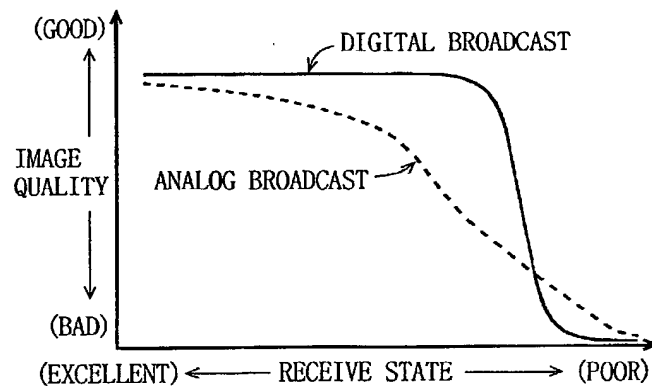 (GOOD)
DIGITAL BROADCAST
IMAGE
QUALITY
ANALOG BROADCAST
(BAD)
(EXCELLENT)
RECEIVE STATE
(POOR)